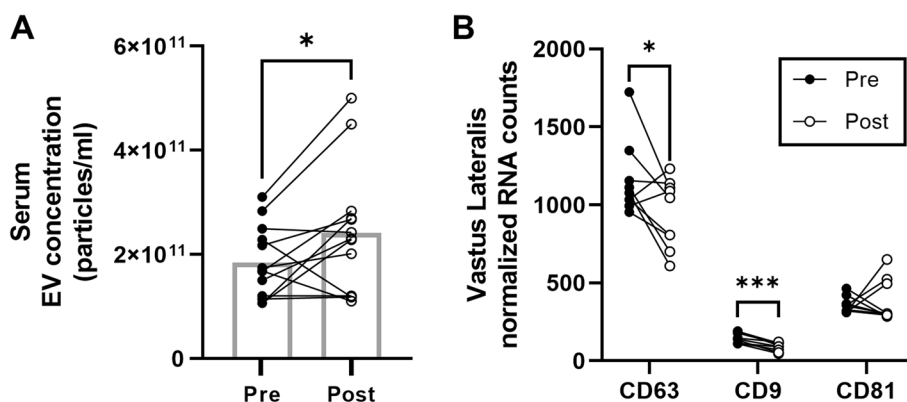 A
Serum
EV concentration
(particles/ml)
6×10¹¹
4×10¹¹
2×10¹¹
0
*
Pre
Post
B
Vastus Lateralis
normalized RNA counts
2000
1500
1000
500
0
*
***
Pre
Post
CD63
CD9
CD81